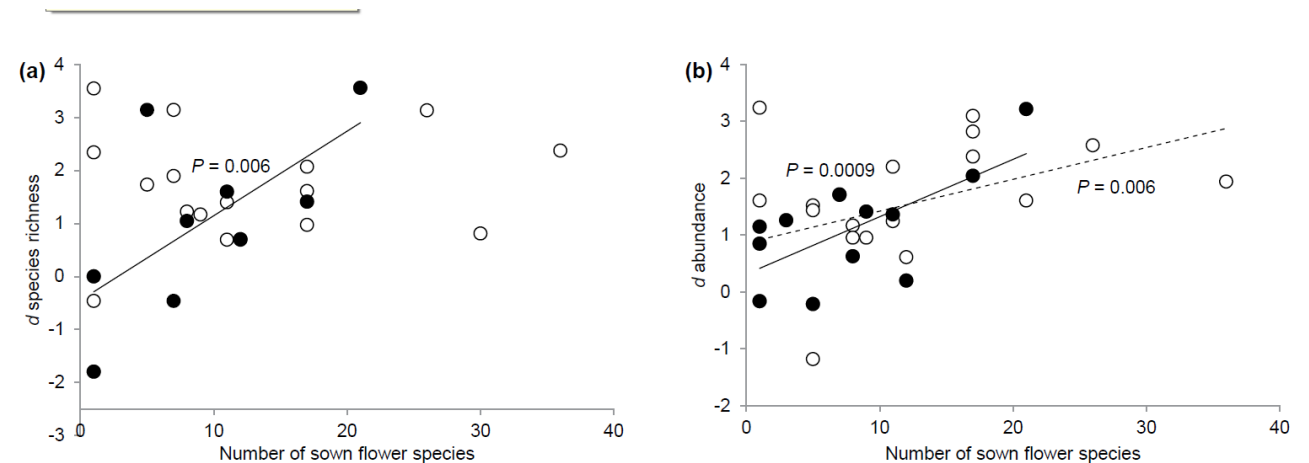 (a)
4
3
2
1
0
-1
-2
-3
d species richness
P = 0.006
0 10 20 30 40
Number of sown flower species
(b)
4
3
2
1
0
-1
-2
d abundance
P = 0.0009
P = 0.006
0 10 20 30 40
Number of sown flower species